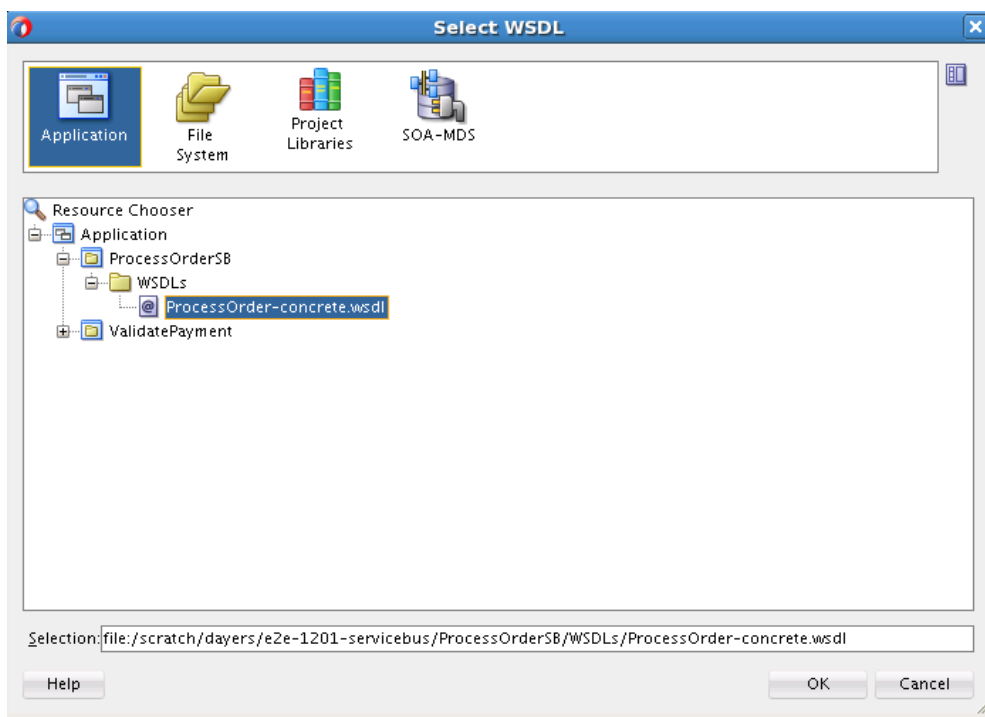 Select WSDL
Application
File
System
Project
Libraries
SOA-MDS
Resource Chooser
Application
ProcessOrderSB
WSDLs
ProcessOrder-concrete.wsdl
ValidatePayment
Selection: file:/scratch/dayers/e2e-1201-servicebus/ProcessOrderSB/WSDLs/ProcessOrder-concrete.wsdl
Help
OK
Cancel